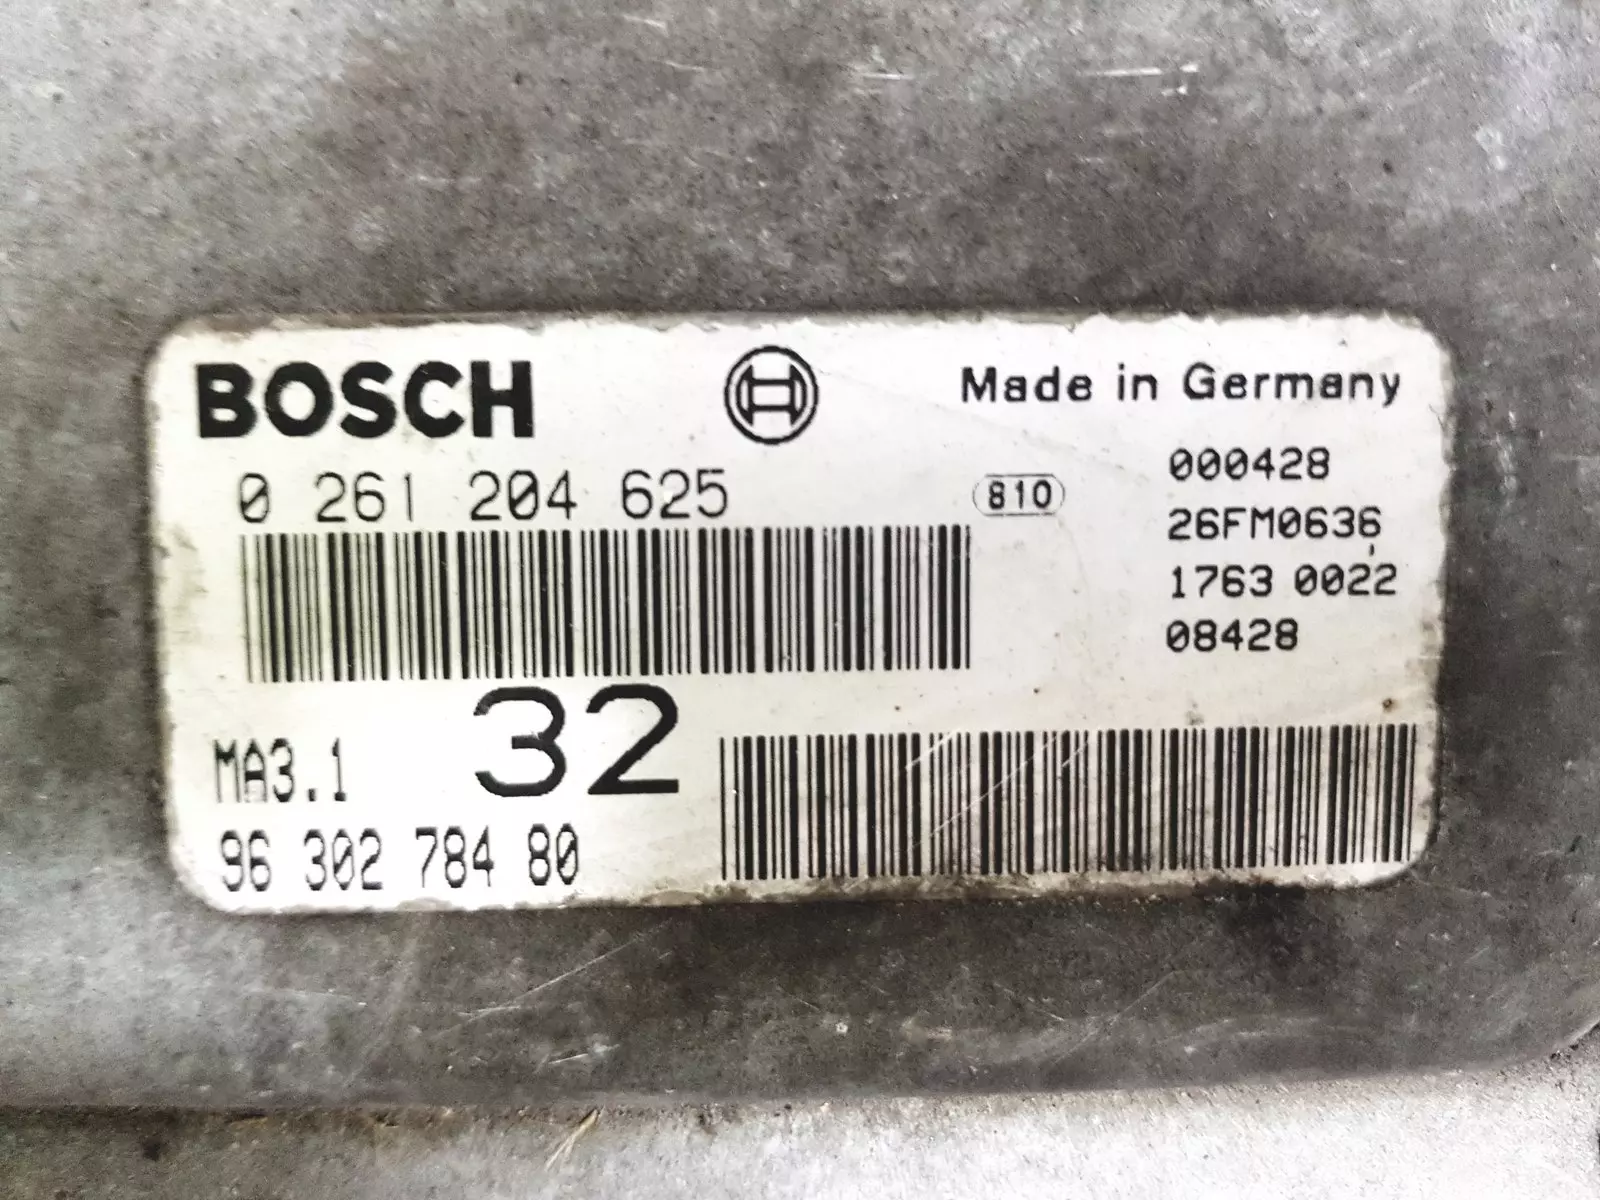 BOSCH
Made in Germany
0 261 204 625
810
000428
26FM0636
1763 0022
08428
MA3.1
32
96 302 784 80